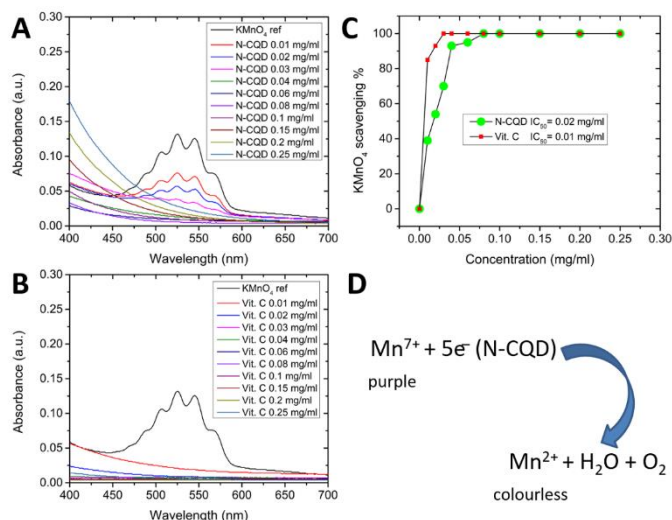 A
0.30
0.25
0.20
0.15
0.10
0.05
0.00
Absorbance (a.u.)
400 450 500 550 600 650 700
Wavelength (nm)
KMnO₄ ref
N-CQD 0.01 mg/ml
N-CQD 0.02 mg/ml
N-CQD 0.03 mg/ml
N-CQD 0.04 mg/ml
N-CQD 0.06 mg/ml
N-CQD 0.08 mg/ml
N-CQD 0.1 mg/ml
N-CQD 0.15 mg/ml
N-CQD 0.2 mg/ml
N-CQD 0.25 mg/ml
C
100
80
60
40
20
0
KMnO₄ scavenging %
0.00 0.05 0.10 0.15 0.20 0.25 0.30
Concentration (mg/ml)
N-CQD IC₅₀= 0.02 mg/ml
Vit. C IC₅₀= 0.01 mg/ml
B
0.30
0.25
0.20
0.15
0.10
0.05
0.00
Absorbance (a.u.)
400 450 500 550 600 650 700
Wavelength (nm)
KMnO₄ ref
Vit. C 0.01 mg/ml
Vit. C 0.02 mg/ml
Vit. C 0.03 mg/ml
Vit. C 0.04 mg/ml
Vit. C 0.06 mg/ml
Vit. C 0.08 mg/ml
Vit. C 0.1 mg/ml
Vit. C 0.15 mg/ml
Vit. C 0.2 mg/ml
Vit. C 0.25 mg/ml
D
Mn⁷⁺ + 5e⁻ (N-CQD)
purple
Mn²⁺ + H₂O + O₂
colourless